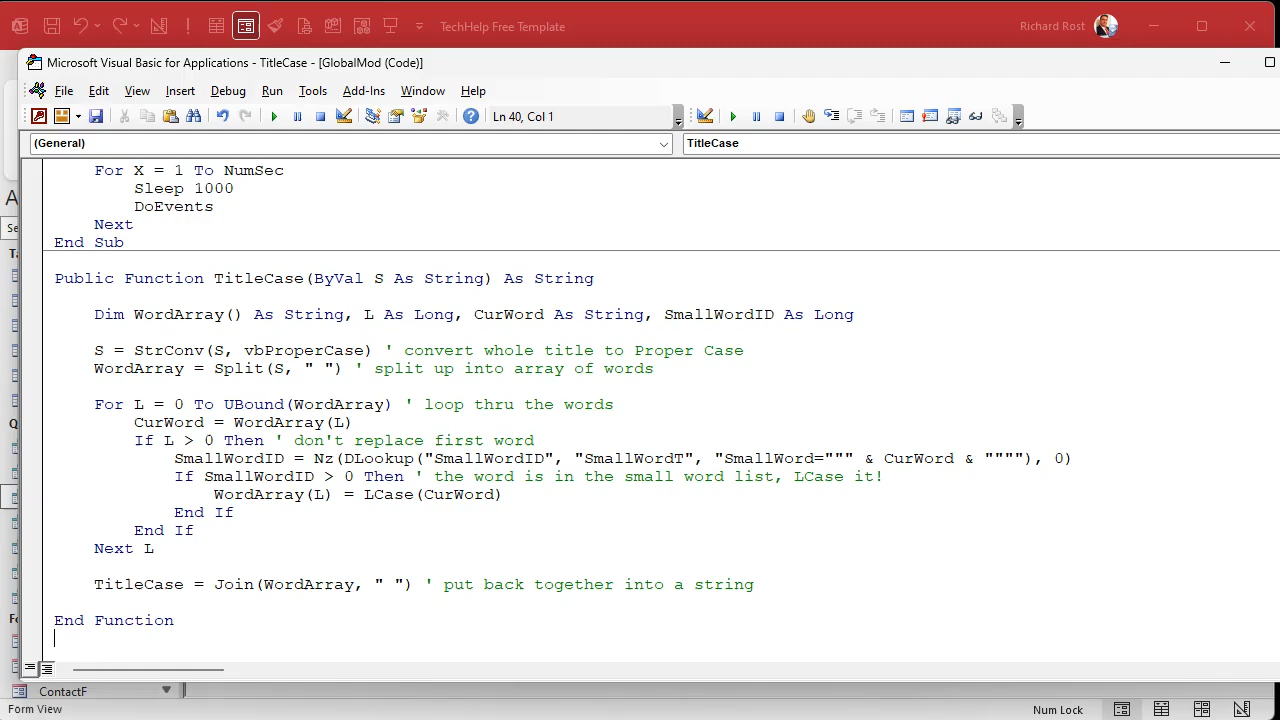 TechHelp Free Template
Richard Rost
Microsoft Visual Basic for Applications - TitleCase - [GlobalMod (Code)]
File Edit View Insert Format Debug Run Tools Add-Ins Window Help
Ln 40, Col 1
(General)
TitleCase
For X = 1 To NumSec
Sleep 1000
DoEvents
Next
End Sub
Public Function TitleCase(ByVal S As String) As String
Dim WordArray() As String, L As Long, CurWord As String, SmallWordID As Long
S = StrConv(S, vbProperCase) ' convert whole title to Proper Case
WordArray = Split(S, " ") ' split up into array of words
For L = 0 To UBound(WordArray) ' loop thru the words
CurWord = WordArray(L)
If L > 0 Then ' don't replace first word
SmallWordID = Nz(DLookup("SmallWordID", "SmallWordT", "SmallWord=""" & CurWord & """"), 0)
If SmallWordID > 0 Then ' the word is in the small word list, LCase it!
WordArray(L) = LCase(CurWord)
End If
End If
Next L
TitleCase = Join(WordArray, " ") ' put back together into a string
End Function
ContactF
Form View
Num Lock